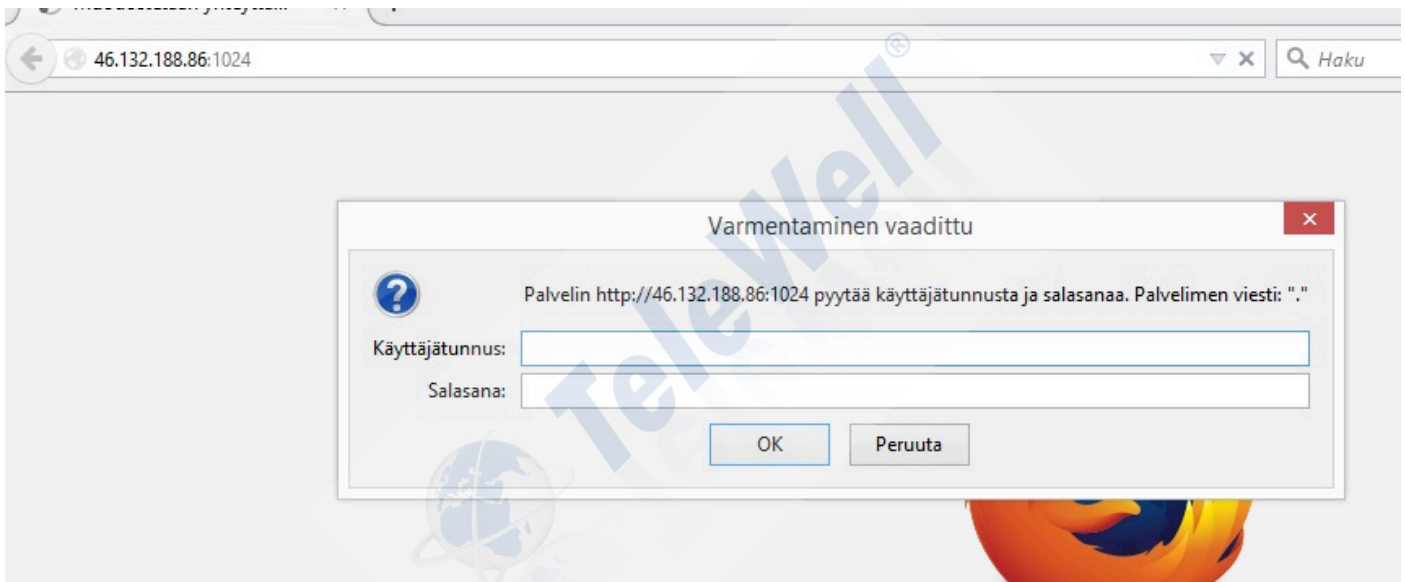 46.132.188.86:1024
Haku
TeleWell®
Varmentaminen vaadittu
Palvelin http://46.132.188.86:1024 pyytää käyttäjätunnusta ja salasanaa. Palvelimen viesti: "."
Käyttäjätunnus:
Salasana:
OK
Peruuta